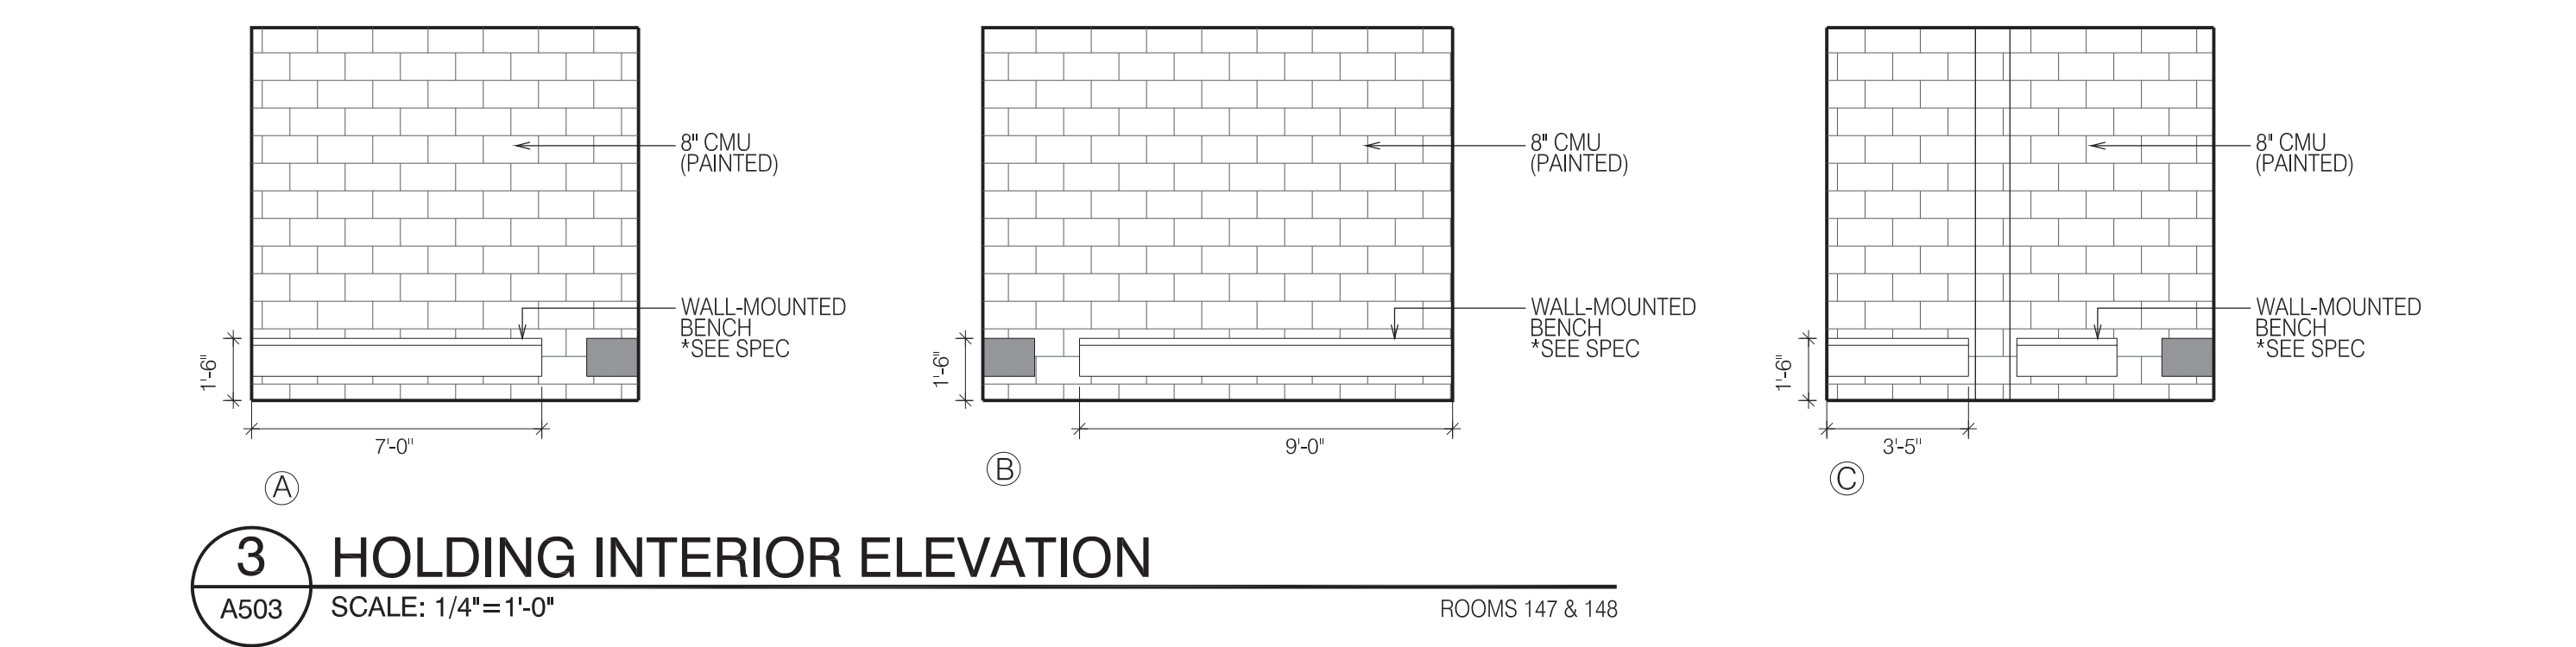 8" CMU
(PAINTED)
WALL-MOUNTED
BENCH
*SEE SPEC
1'-6"
7'-0"
A
8" CMU
(PAINTED)
WALL-MOUNTED
BENCH
*SEE SPEC
1'-6"
9'-0"
B
8" CMU
(PAINTED)
WALL-MOUNTED
BENCH
*SEE SPEC
1'-6"
3'-5"
C
3
A503
HOLDING INTERIOR ELEVATION
SCALE: 1/4"=1'-0"
ROOMS 147 & 148